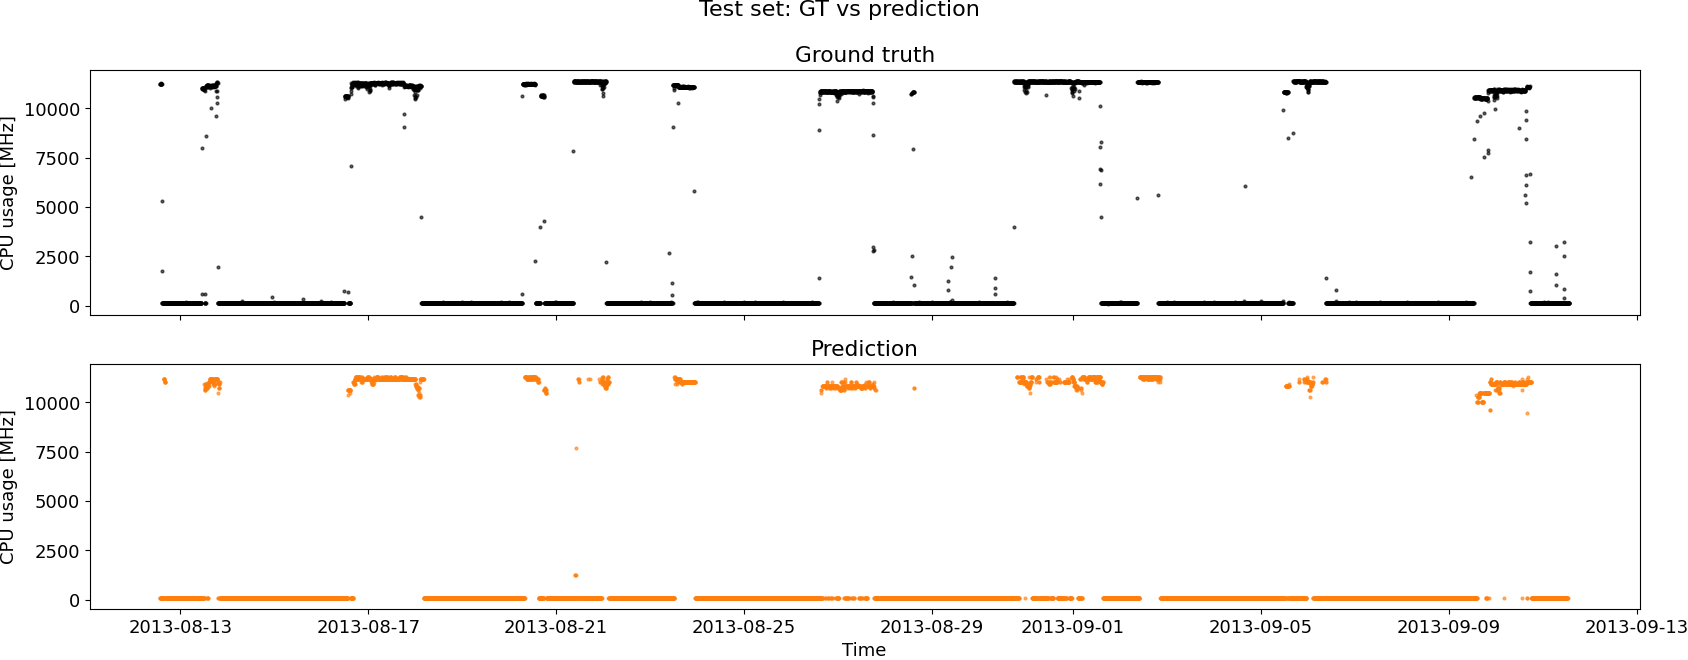 Test set: GT vs prediction
Ground truth
CPU usage [MHz]
10000
7500
5000
2500
0
Prediction
CPU usage [MHz]
10000
7500
5000
2500
0
2013-08-13 2013-08-17 2013-08-21 2013-08-25 2013-08-29 2013-09-01 2013-09-05 2013-09-09 2013-09-13
Time